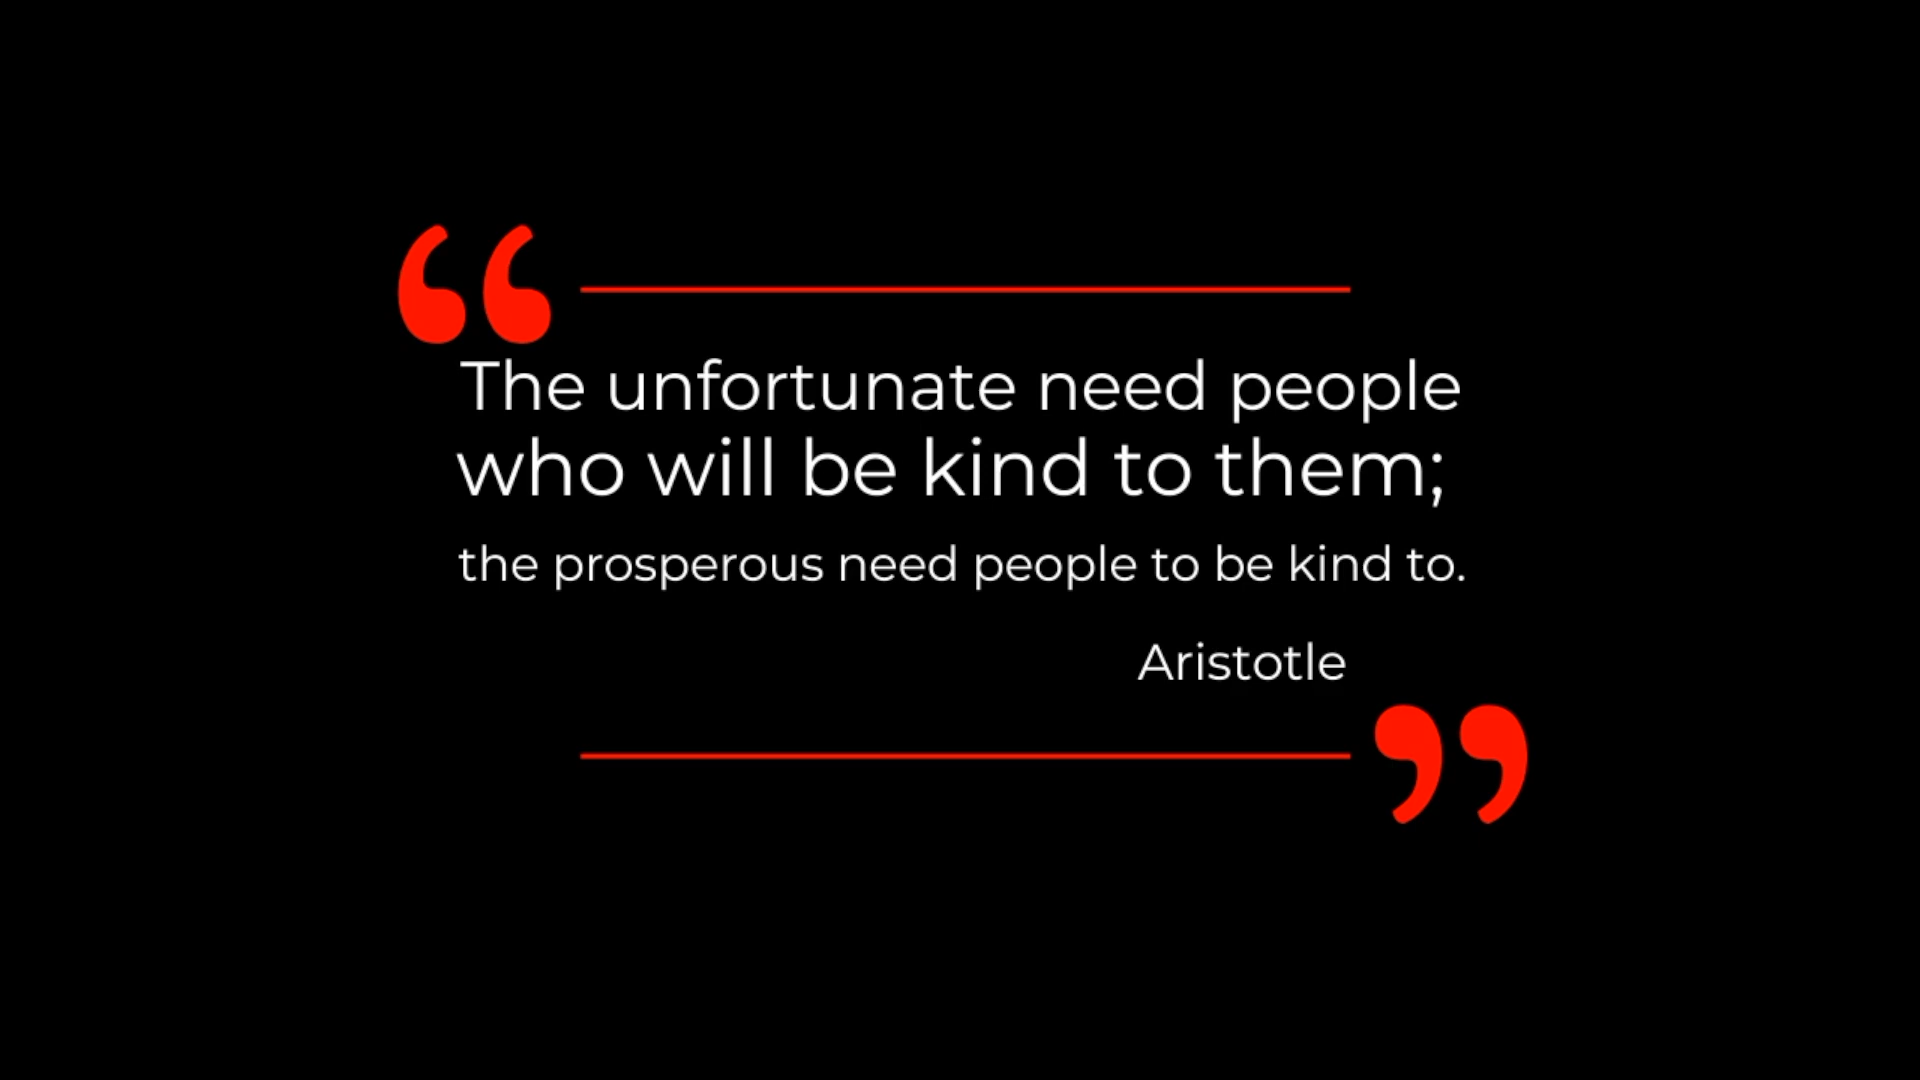 “
The unfortunate need people
who will be kind to them;
the prosperous need people to be kind to.
Aristotle
”